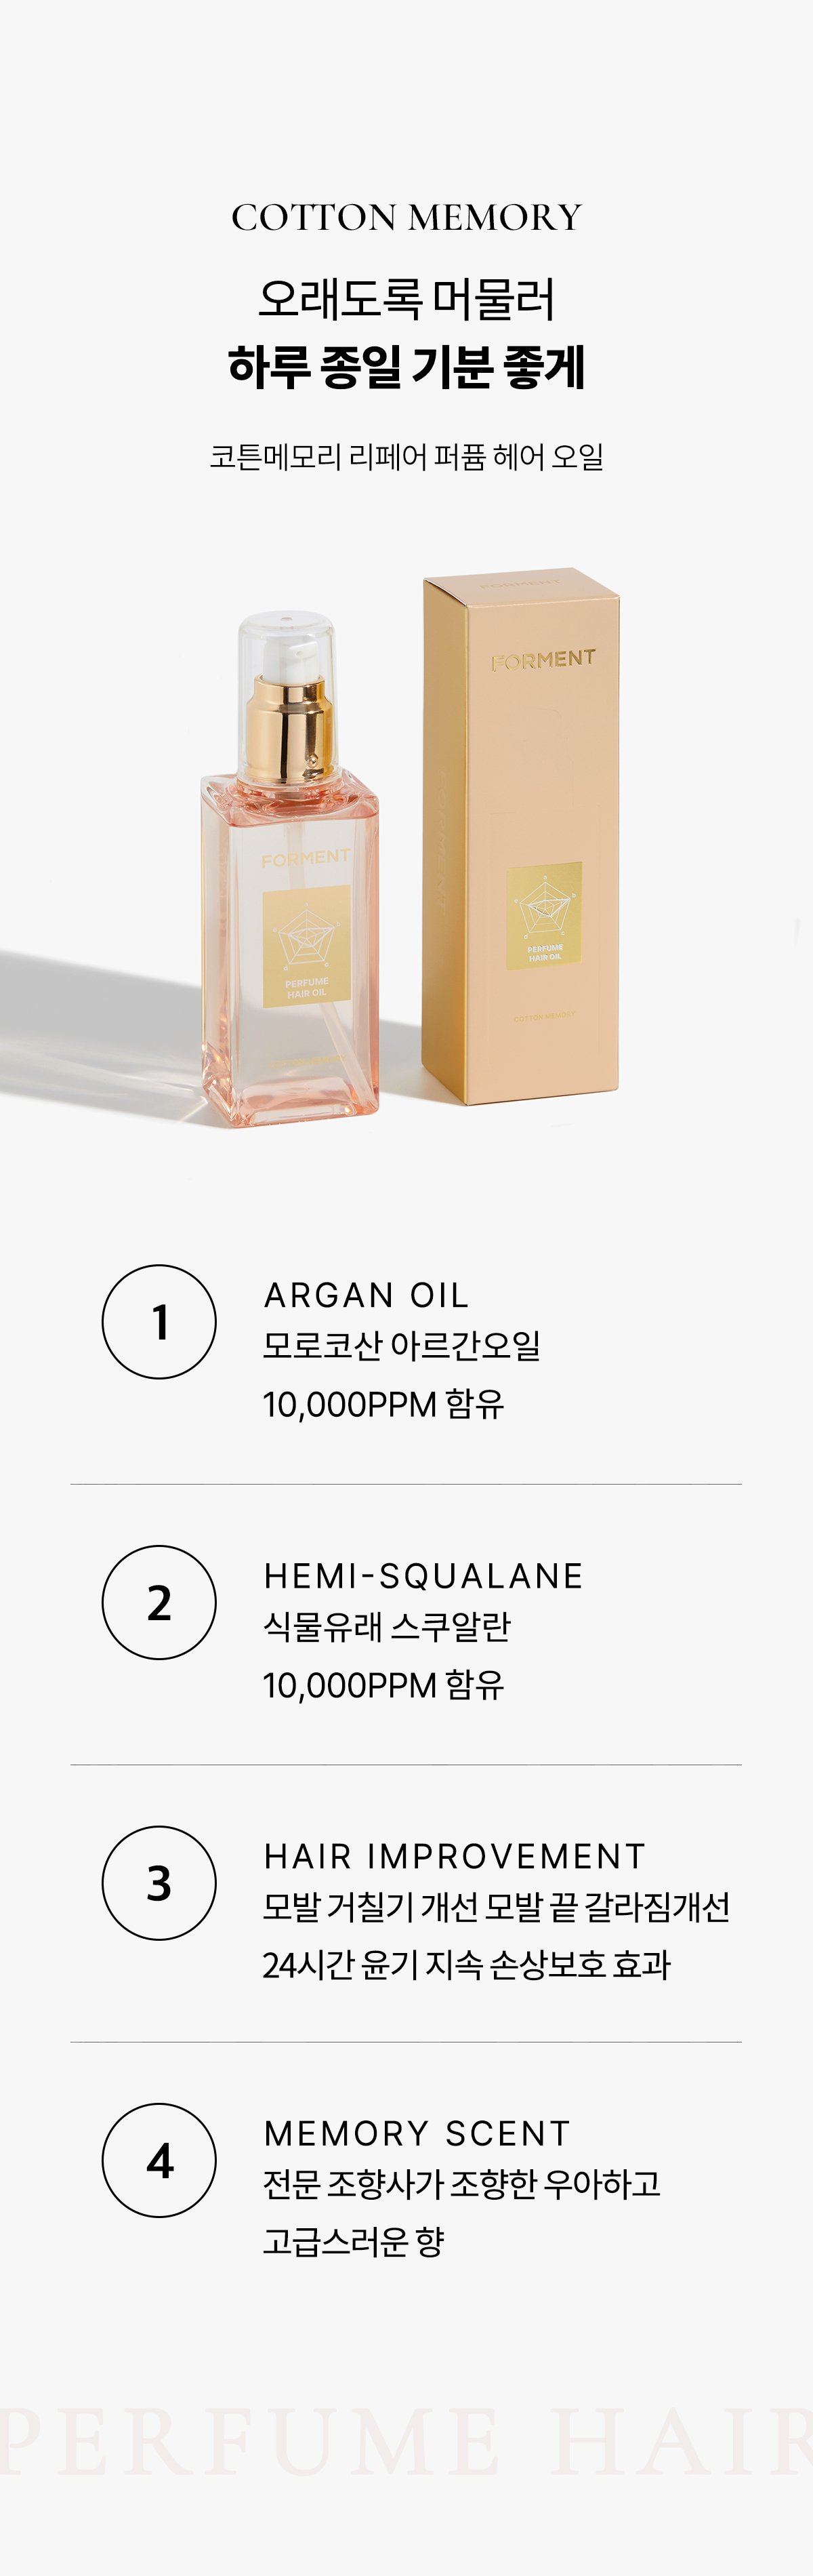 COTTON MEMORY
오래도록 머물러
하루 종일 기분 좋게
코튼메모리 리페어 퍼퓸 헤어 오일
FORMENT
FORMENT
FORMENT
PERFUME
HAIR OIL
PERFUME
HAIR OIL
COTTON MEMORY
1
ARGAN OIL
모로코산 아르간오일
10,000PPM 함유
2
HEMI-SQUALANE
식물유래 스쿠알란
10,000PPM 함유
3
HAIR IMPROVEMENT
모발 거칠기 개선 모발 끝 갈라짐개선
24시간 윤기 지속 손상보호 효과
4
MEMORY SCENT
전문 조향사가 조향한 우아하고
고급스러운 향
PERFUME HAIR